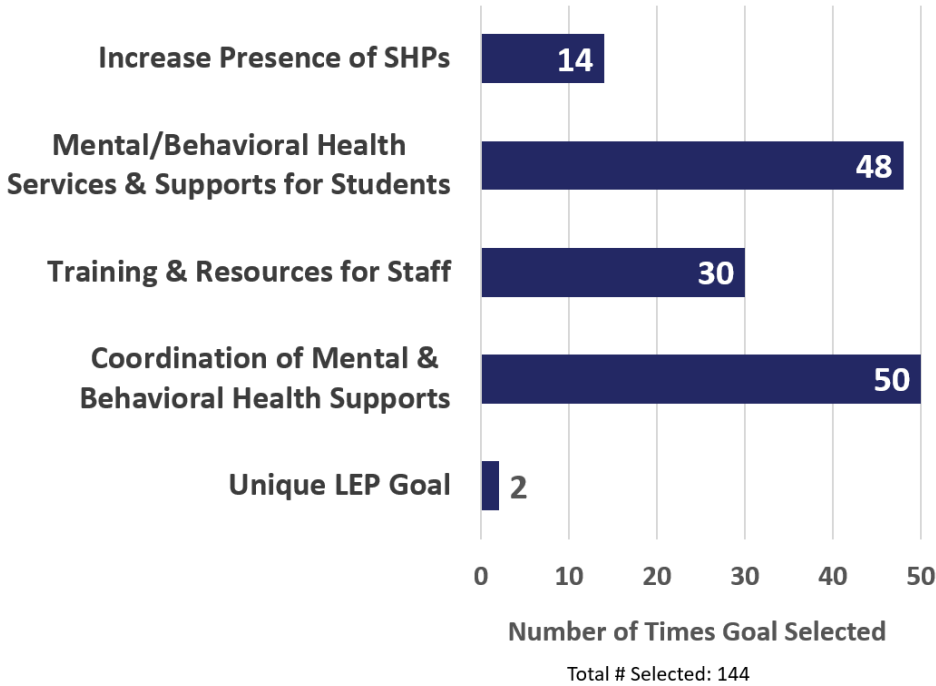 Increase Presence of SHPs
14
Mental/Behavioral Health
Services & Supports for Students
48
Training & Resources for Staff
30
Coordination of Mental &
Behavioral Health Supports
50
Unique LEP Goal
2
0 10 20 30 40 50
Number of Times Goal Selected
Total # Selected: 144